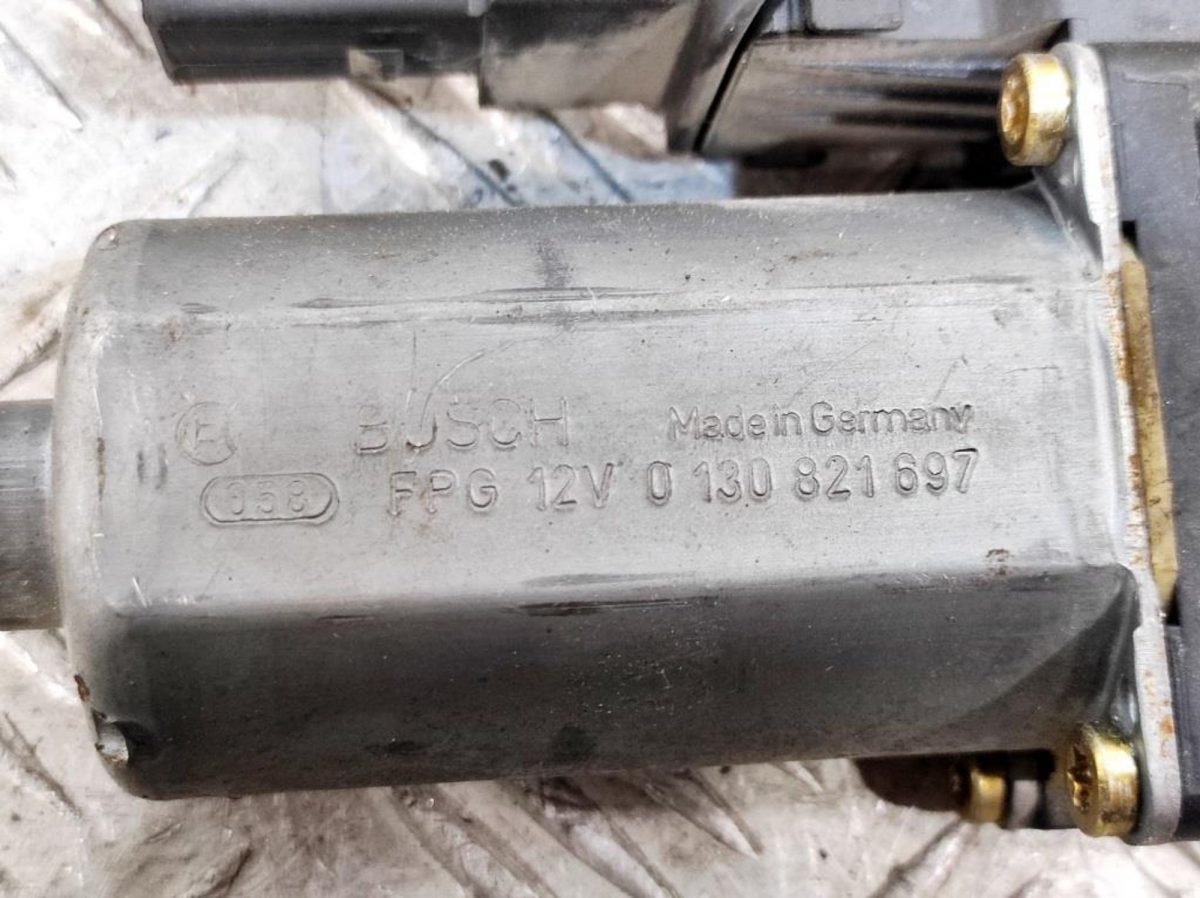 BOSCH Made in Germany
058 FPG 12V 0 130 821 697